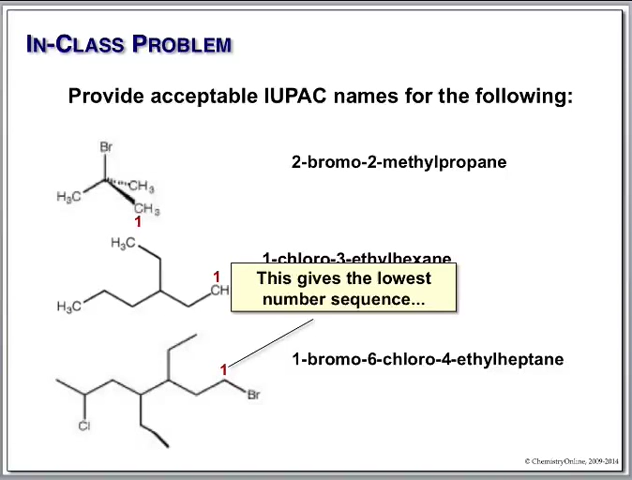 IN-CLASS PROBLEM
Provide acceptable IUPAC names for the following:
Br
CH3
H3C
CH3
1
2-bromo-2-methylpropane
H3C
1
CH
H3C
1-chloro-3-ethylhexane
This gives the lowest
number sequence...
1
Br
Cl
1-bromo-6-chloro-4-ethylheptane
© ChemistryOnline, 2009-2014